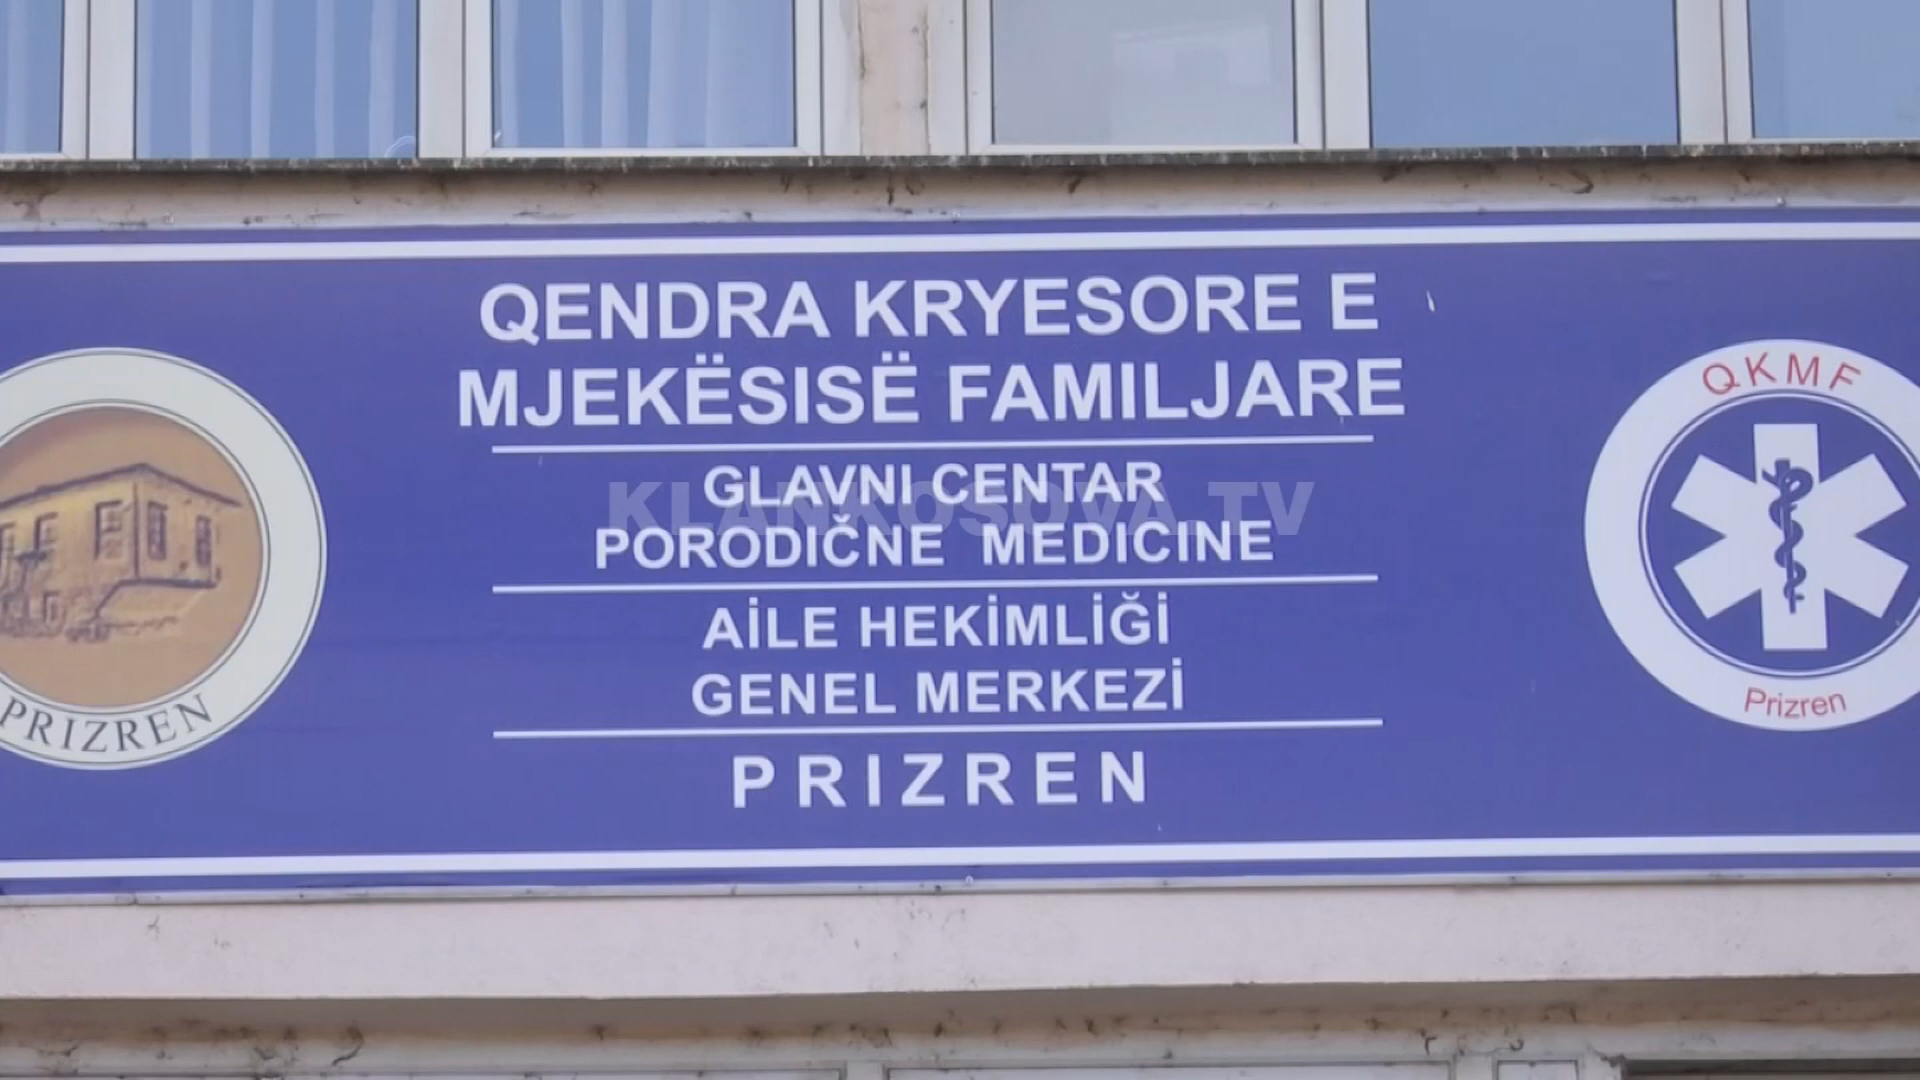 QENDRA KRYESORE E
MJEKËSISË FAMILJARE
GLAVNI CENTAR
KLANKOSOVA.TV
PORODIČNE MEDICINE
AİLE HEKİMLİĞİ
GENEL MERKEZİ
PRIZREN
PRIZREN
QKMF
Prizren